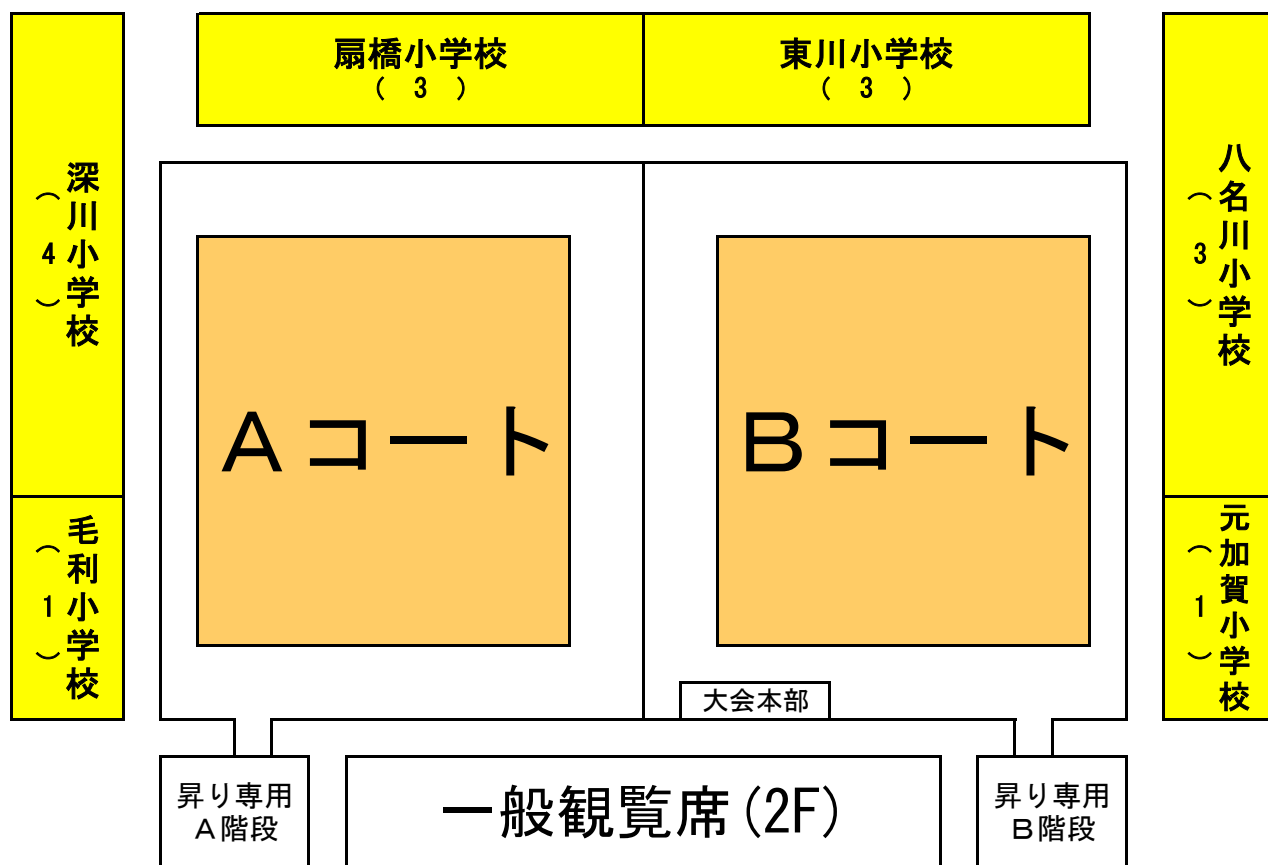 扇橋小学校
( 3 )
東川小学校
( 3 )
深川小学校
( 4 )
八名川小学校
( 3 )
Aコート
Bコート
毛利小学校
( 1 )
元加賀小学校
( 1 )
大会本部
昇り専用
A階段
一般観覧席(2F)
昇り専用
B階段